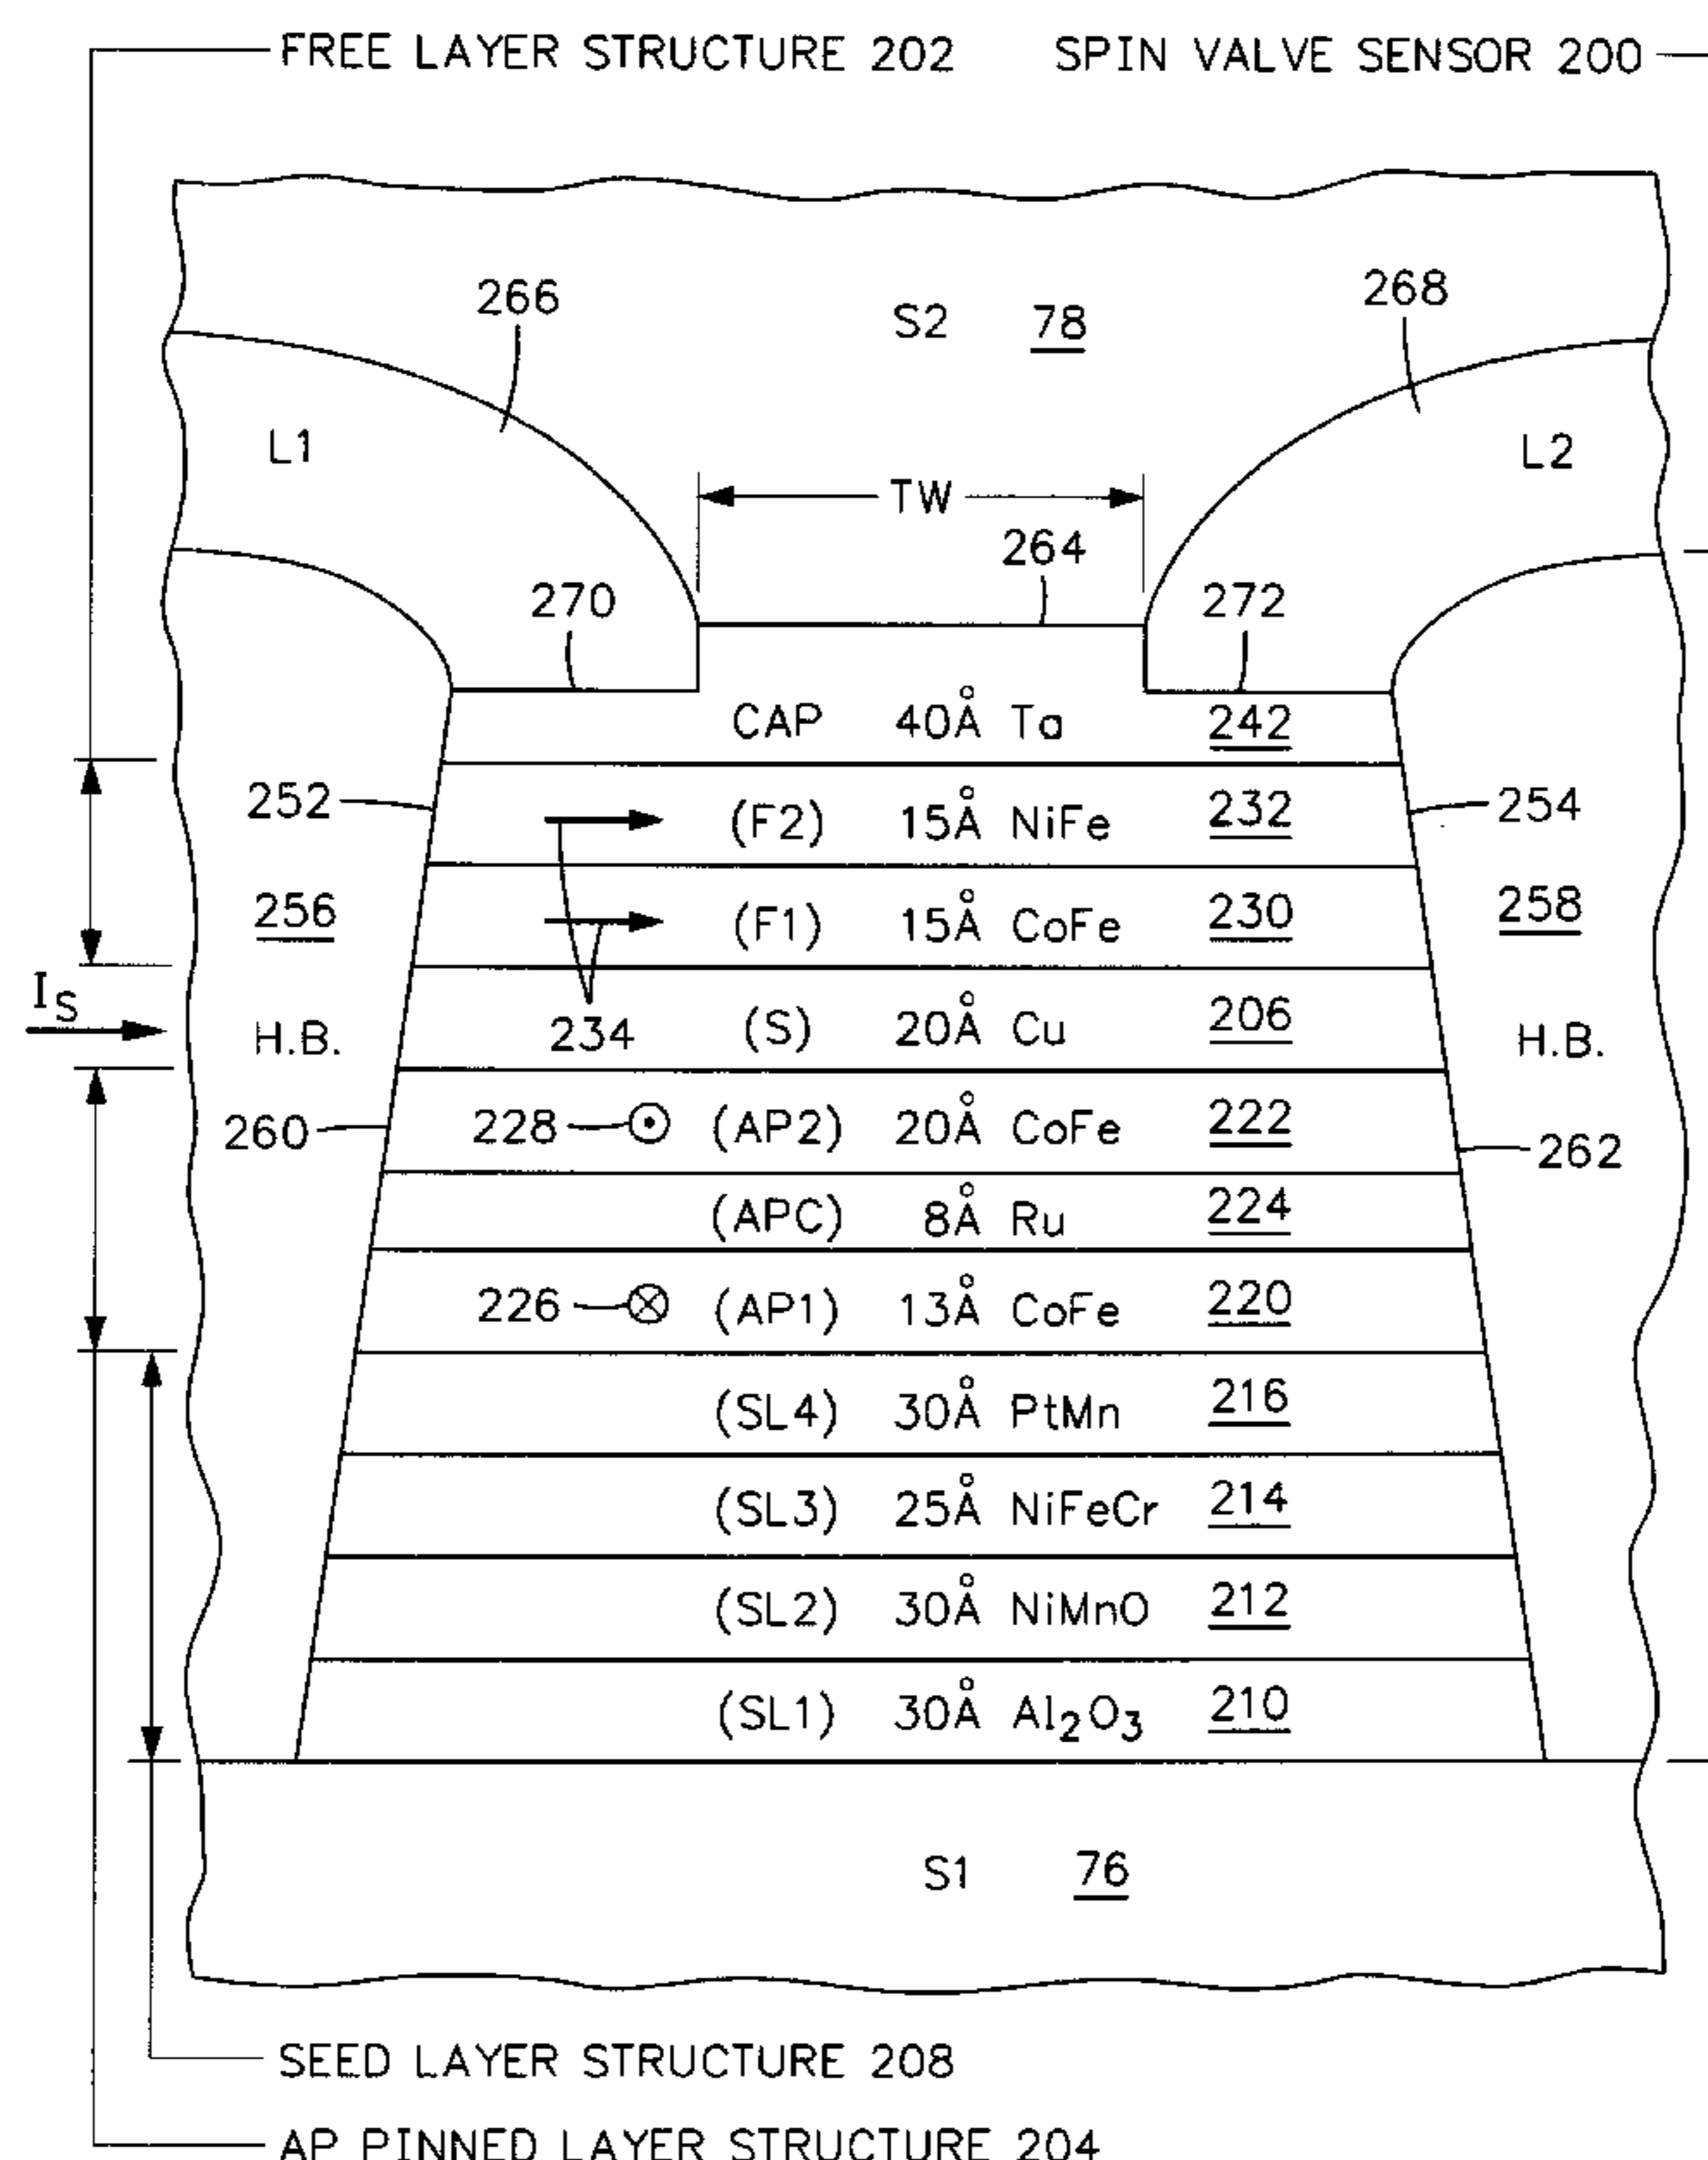 FREE LAYER STRUCTURE 202 SPIN VALVE SENSOR 200
266
S2 78
268
L1
L2
TW
264
270
272
CAP 40Å Ta 242
252
(F2) 15Å NiFe 232
254
256
(F1) 15Å CoFe 230
258
IS
H.B.
234
(S) 20Å Cu 206
H.B.
260
228 (AP2) 20Å CoFe 222
262
(APC) 8Å Ru 224
226 (AP1) 13Å CoFe 220
(SL4) 30Å PtMn 216
(SL3) 25Å NiFeCr 214
(SL2) 30Å NiMnO 212
(SL1) 30Å Al2O3 210
S1 76
SEED LAYER STRUCTURE 208
AP PINNED LAYER STRUCTURE 204